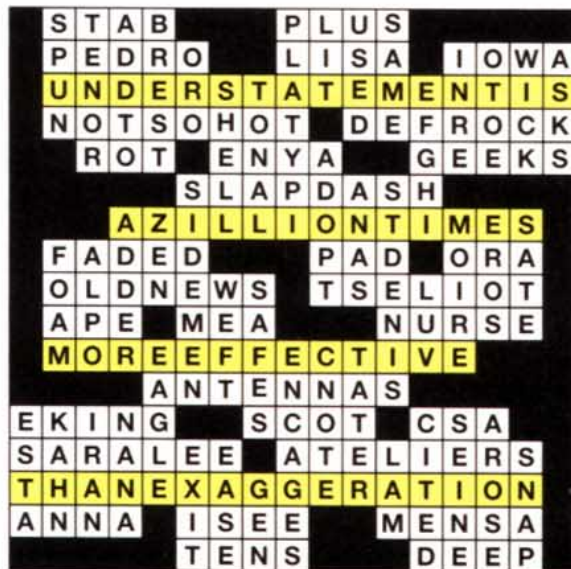 STAB PLUS
PEDRO LISA IOWA
UNDERSTATEMENTIS
NOTSOHOT DEFROCK
ROT ENYA GEEKS
SLAPDASH
AZILLIONTIMES
FADED PAD ORA
OLDNEWS TSELIOT
APE MEA NURSE
MOREEFFECTIVE
ANTENNAS
EKING SCOT CSA
SARALEE ATELIERS
THANEXAGGERATION
ANNA ISEE MENSA
TENS DEEP